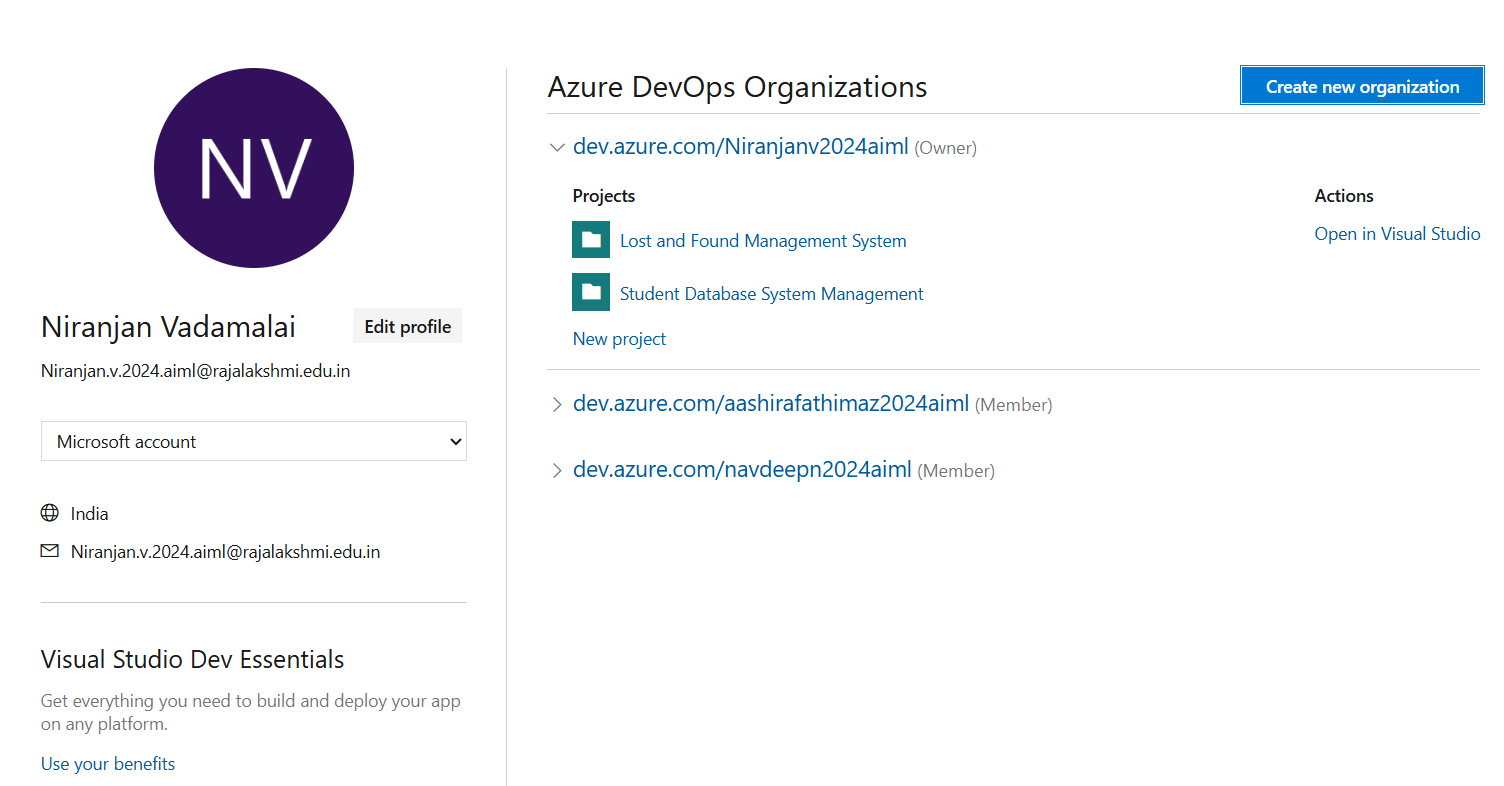 NV
Niranjan Vadamalai
Edit profile
Niranjan.v.2024.aiml@rajalakshmi.edu.in
Microsoft account
India
Niranjan.v.2024.aiml@rajalakshmi.edu.in
Visual Studio Dev Essentials
Get everything you need to build and deploy your app
on any platform.
Use your benefits
Azure DevOps Organizations
Create new organization
dev.azure.com/Niranjanv2024aiml (Owner)
Projects
Actions
Lost and Found Management System
Open in Visual Studio
Student Database System Management
New project
dev.azure.com/aashirafathimaz2024aiml (Member)
dev.azure.com/navdeepn2024aiml (Member)